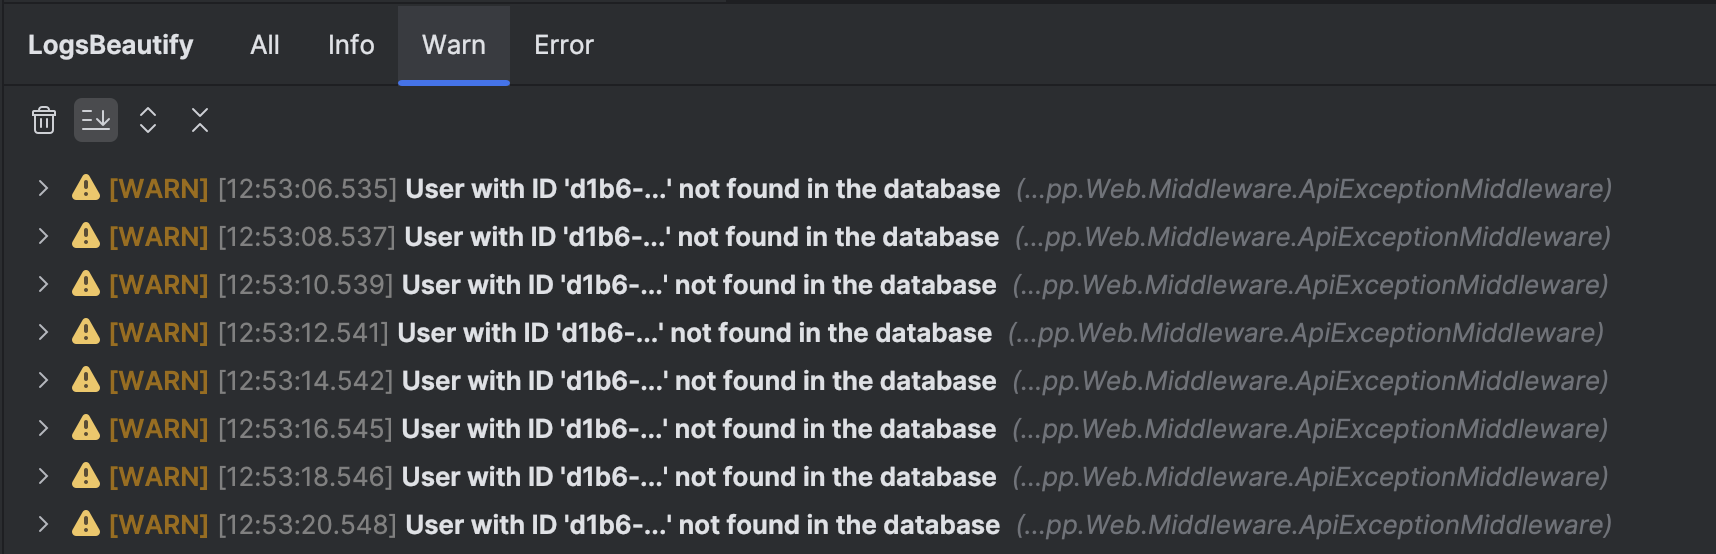 LogsBeautify All Info Warn Error
[WARN] [12:53:06.535] User with ID 'd1b6-...' not found in the database (...pp.Web.Middleware.ApiExceptionMiddleware)
[WARN] [12:53:08.537] User with ID 'd1b6-...' not found in the database (...pp.Web.Middleware.ApiExceptionMiddleware)
[WARN] [12:53:10.539] User with ID 'd1b6-...' not found in the database (...pp.Web.Middleware.ApiExceptionMiddleware)
[WARN] [12:53:12.541] User with ID 'd1b6-...' not found in the database (...pp.Web.Middleware.ApiExceptionMiddleware)
[WARN] [12:53:14.542] User with ID 'd1b6-...' not found in the database (...pp.Web.Middleware.ApiExceptionMiddleware)
[WARN] [12:53:16.545] User with ID 'd1b6-...' not found in the database (...pp.Web.Middleware.ApiExceptionMiddleware)
[WARN] [12:53:18.546] User with ID 'd1b6-...' not found in the database (...pp.Web.Middleware.ApiExceptionMiddleware)
[WARN] [12:53:20.548] User with ID 'd1b6-...' not found in the database (...pp.Web.Middleware.ApiExceptionMiddleware)